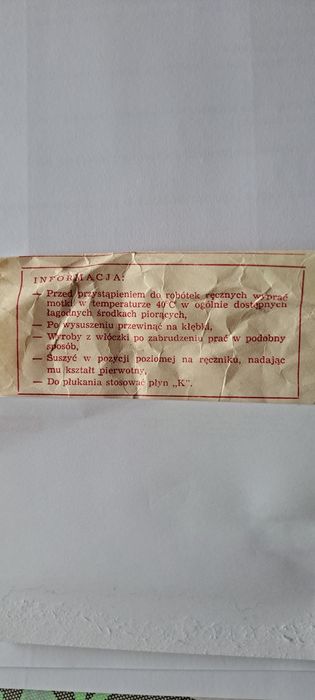 INFORMACJA:
— Przed przystąpieniem do robótek ręcznych wyprać
motki w temperaturze 40°C w ogólnie dostępnych
łagodnych środkach piorących,
— Po wysuszeniu przewinąć na kłębki,
— Wyroby z włóczki po zabrudzeniu prać w podobny
sposób,
— Suszyć w pozycji poziomej na ręczniku, nadając
mu kształt pierwotny,
— Do płukania stosować płyn „K".